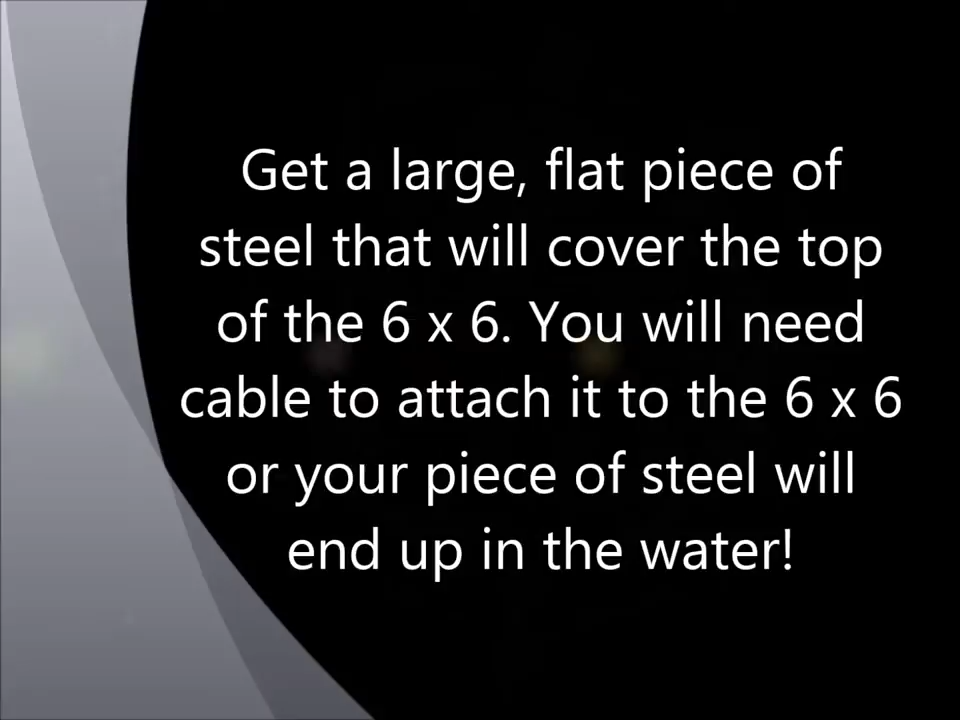 Get a large, flat piece of
steel that will cover the top
of the 6 x 6. You will need
cable to attach it to the 6 x 6
or your piece of steel will
end up in the water!